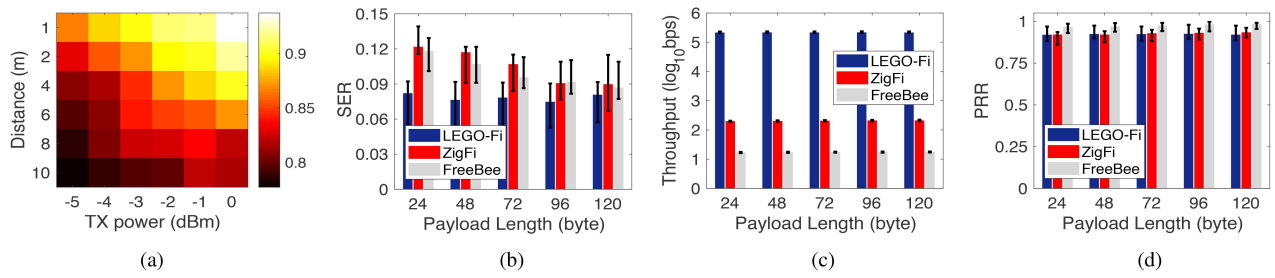 1
2
4
6
8
10
Distance (m)
-5 -4 -3 -2 -1 0
TX power (dBm)
0.9
0.85
0.8
(a)
0.15
0.12
0.09
0.06
0.03
0
SER
LEGO-Fi
ZigFi
FreeBee
24 48 72 96 120
Payload Length (byte)
(b)
6
5
4
3
2
1
0
Throughput (log10bps)
LEGO-Fi
ZigFi
FreeBee
24 48 72 96 120
Payload Length (byte)
(c)
1
0.75
0.5
0.25
0
PRR
LEGO-Fi
ZigFi
FreeBee
24 48 72 96 120
Payload Length (byte)
(d)